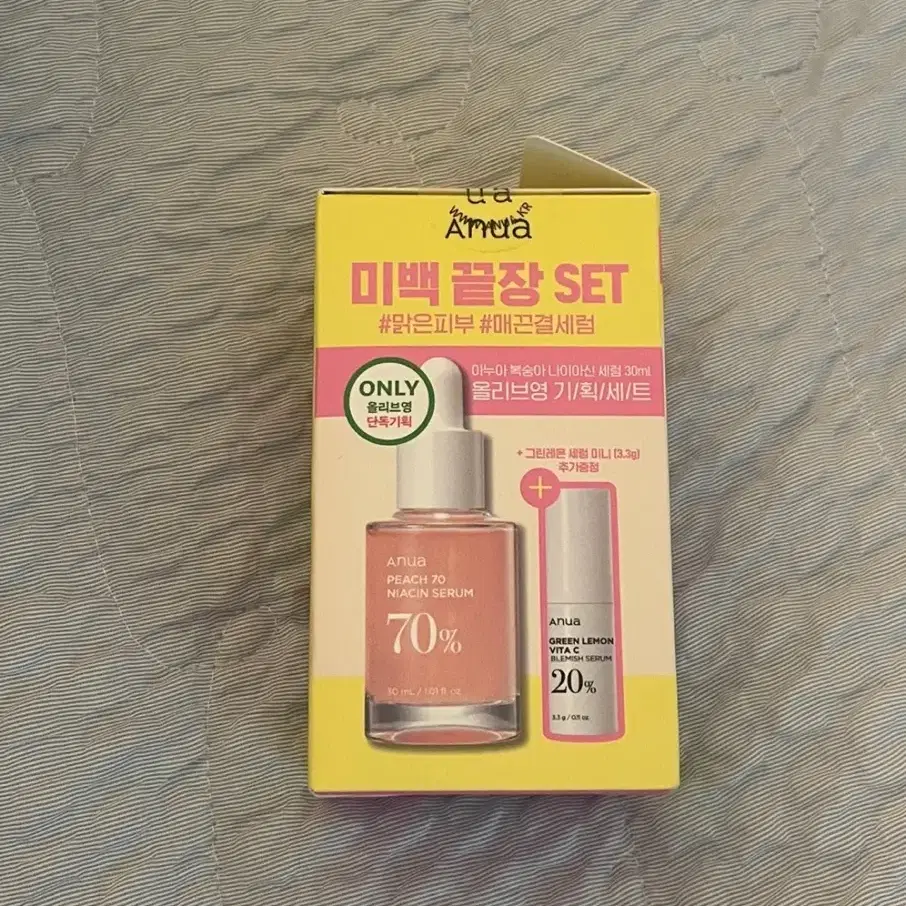 Anua
미백 끝장 SET
#맑은피부 #매끈결세럼
ONLY
올리브영
단독기획
아누아 복숭아 나이아신 세럼 30ml
올리브영 기/획/세/트
+ 그린레몬 세럼 미니 (3.3g)
추가증정
+
Anua
PEACH 70
NIACIN SERUM
70%
30 mL / 1.01 fl oz
Anua
GREEN LEMON
VITA C
BLEMISH SERUM
20%
3.3 g / 0.11 oz